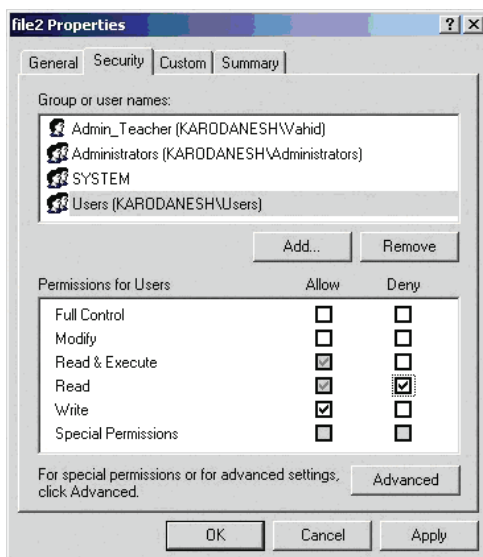 file2 Properties
General Security Custom Summary
Group or user names:
Admin_Teacher (KARODANESH\Vahid)
Administrators (KARODANESH\Administrators)
SYSTEM
Users (KARODANESH\Users)
Add... Remove
Permissions for Users Allow Deny
Full Control
Modify
Read & Execute
Read
Write
Special Permissions
For special permissions or for advanced settings,
click Advanced.
Advanced
OK Cancel Apply